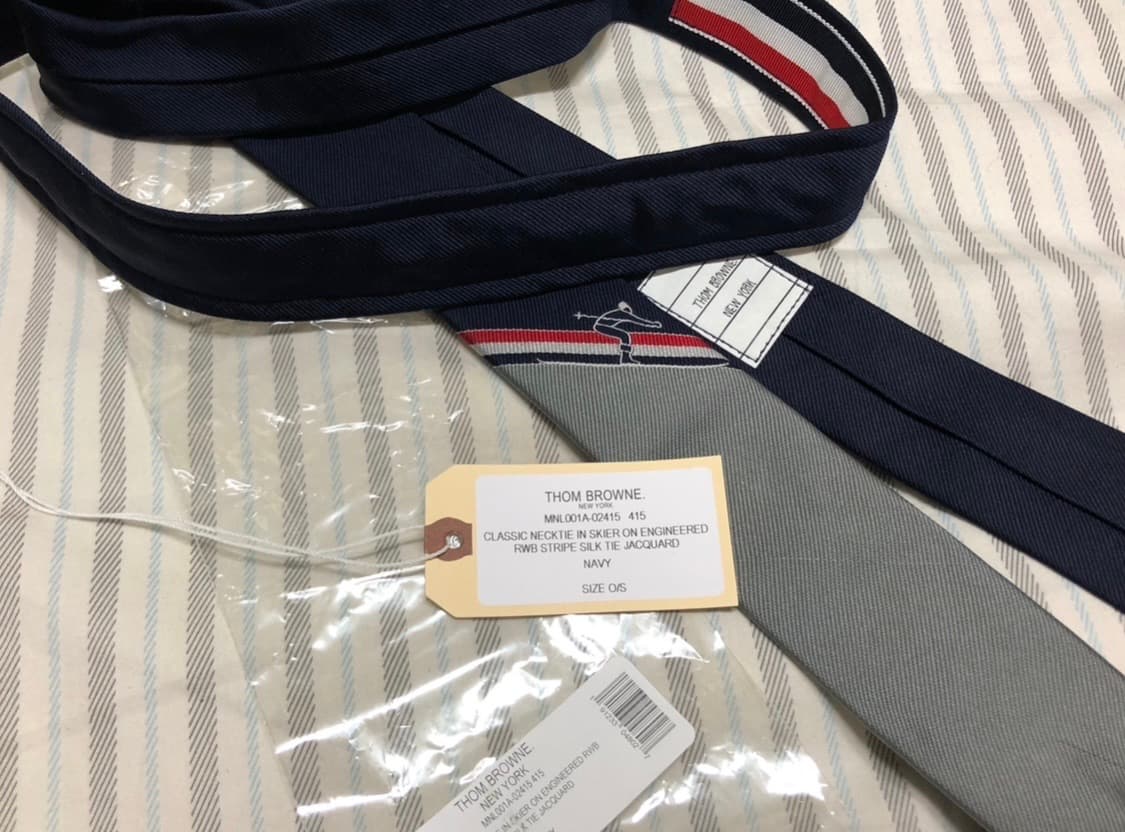 THOM BROWNE.
NEW YORK
THOM BROWNE.
NEW YORK
MNL001A-02415 415
CLASSIC NECKTIE IN SKIER ON ENGINEERED
RWB STRIPE SILK TIE JACQUARD
NAVY
SIZE O/S
THOM BROWNE.
NEW YORK
MNL001A-02415 415
IN SKIER ON ENGINEERED RWB
TIE JACQUARD